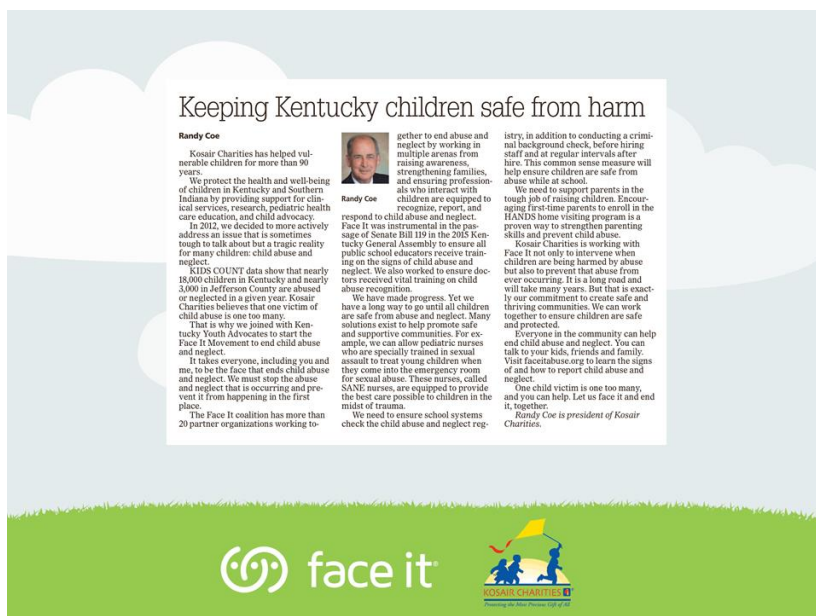 Keeping Kentucky children safe from harm
Randy Coe
Kosair Charities has helped vul-
nerable children for more than 90
years.
We protect the health and well-being
of children in Kentucky and Southern
Indiana by providing support for clin-
ical services, research, pediatric health
care education, and child advocacy.
In 2012, we decided to more actively
address an issue that is sometimes
tough to talk about but a tragic reality
for many children: child abuse and
neglect.
KIDS COUNT data show that nearly
18,000 children in Kentucky and nearly
3,000 in Jefferson County are abused
or neglected in a given year. Kosair
Charities believes that one victim of
child abuse is one too many.
That is why we joined with Ken-
tucky Youth Advocates to start the
Face It Movement to end child abuse
and neglect.
It takes everyone, including you and
me, to be the face that ends child abuse
and neglect. We must stop the abuse
and neglect that is occurring and pre-
vent it from happening in the first
place.
The Face It coalition has more than
20 partner organizations working to-
Randy Coe
gether to end abuse and
neglect by working in
multiple arenas from
raising awareness,
strengthening families,
and ensuring profession-
als who interact with
children are equipped to
recognize, report, and
respond to child abuse and neglect.
Face It was instrumental in the pas-
sage of Senate Bill 119 in the 2015 Ken-
tucky General Assembly to ensure all
public school educators receive train-
ing on the signs of child abuse and
neglect. We also worked to ensure doc-
tors received vital training on child
abuse recognition.
We have made progress. Yet we
have a long way to go until all children
are safe from abuse and neglect. Many
solutions exist to help promote safe
and supportive communities. For ex-
ample, we can allow pediatric nurses
who are specially trained in sexual
assault to treat young children when
they come into the emergency room
for sexual abuse. These nurses, called
SANE nurses, are equipped to provide
the best care possible to children in the
midst of trauma.
We need to ensure school systems
check the child abuse and neglect reg-
istry, in addition to conducting a crimi-
nal background check, before hiring
staff and at regular intervals after
hire. This common sense measure will
help ensure children are safe from
abuse while at school.
We need to support parents in the
tough job of raising children. Encour-
aging first-time parents to enroll in the
HANDS home visiting program is a
proven way to strengthen parenting
skills and prevent child abuse.
Kosair Charities is working with
Face It not only to intervene when
children are being harmed by abuse
but also to prevent that abuse from
ever occurring. It is a long road and
will take many years. But that is exact-
ly our commitment to create safe and
thriving communities. We can work
together to ensure children are safe
and protected.
Everyone in the community can help
end child abuse and neglect. You can
talk to your kids, friends and family.
Visit faceitabuse.org to learn the signs
of and how to report child abuse and
neglect.
One child victim is one too many,
and you can help. Let us face it and end
it, together.
Randy Coe is president of Kosair
Charities.
face it
KOSAIR CHARITIES
Protecting the Most Precious Gift of All